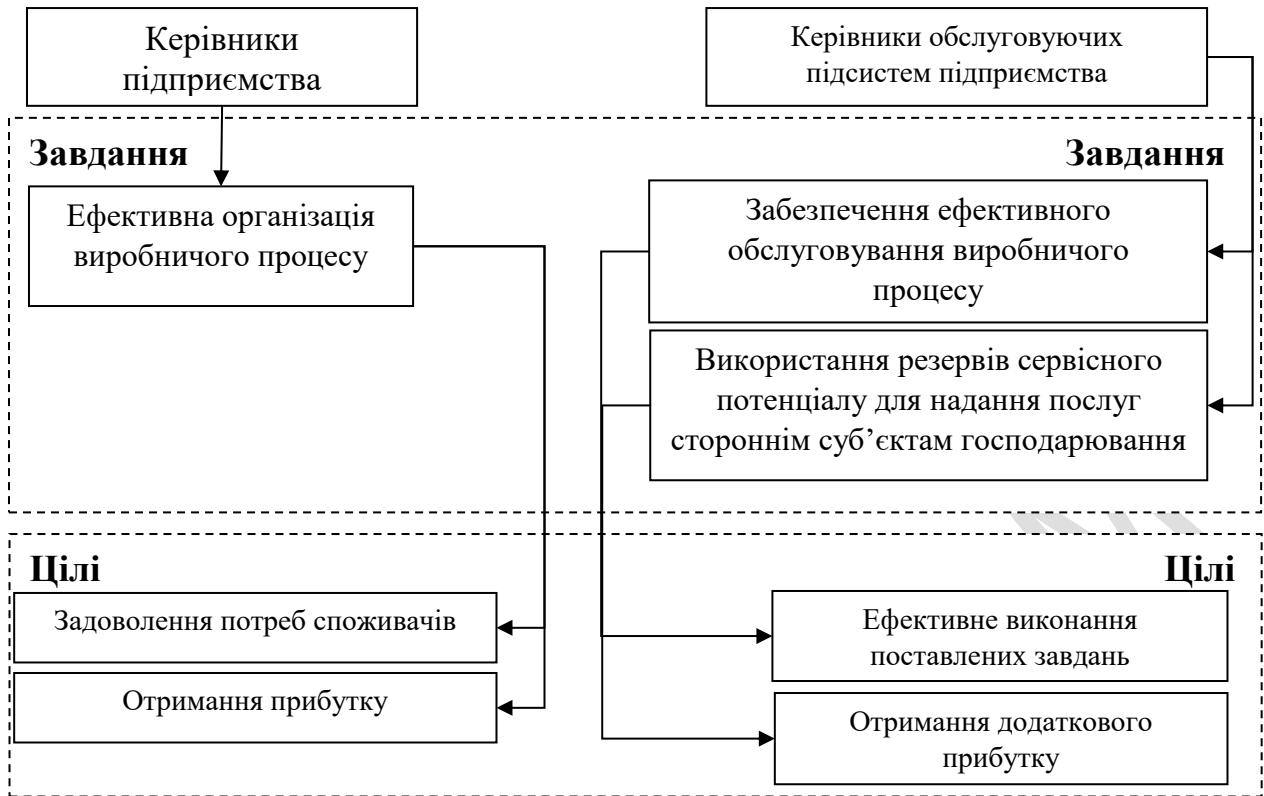 Керівники
підприємства
Керівники обслуговуючих
підсистем підприємства
Завдання
Завдання
Ефективна організація
виробничого процесу
Забезпечення ефективного
обслуговування виробничого
процесу
Використання резервів сервісного
потенціалу для надання послуг
стороннім суб’єктам господарювання
Цілі
Цілі
Задоволення потреб споживачів
Отримання прибутку
Ефективне виконання
поставлених завдань
Отримання додаткового
прибутку